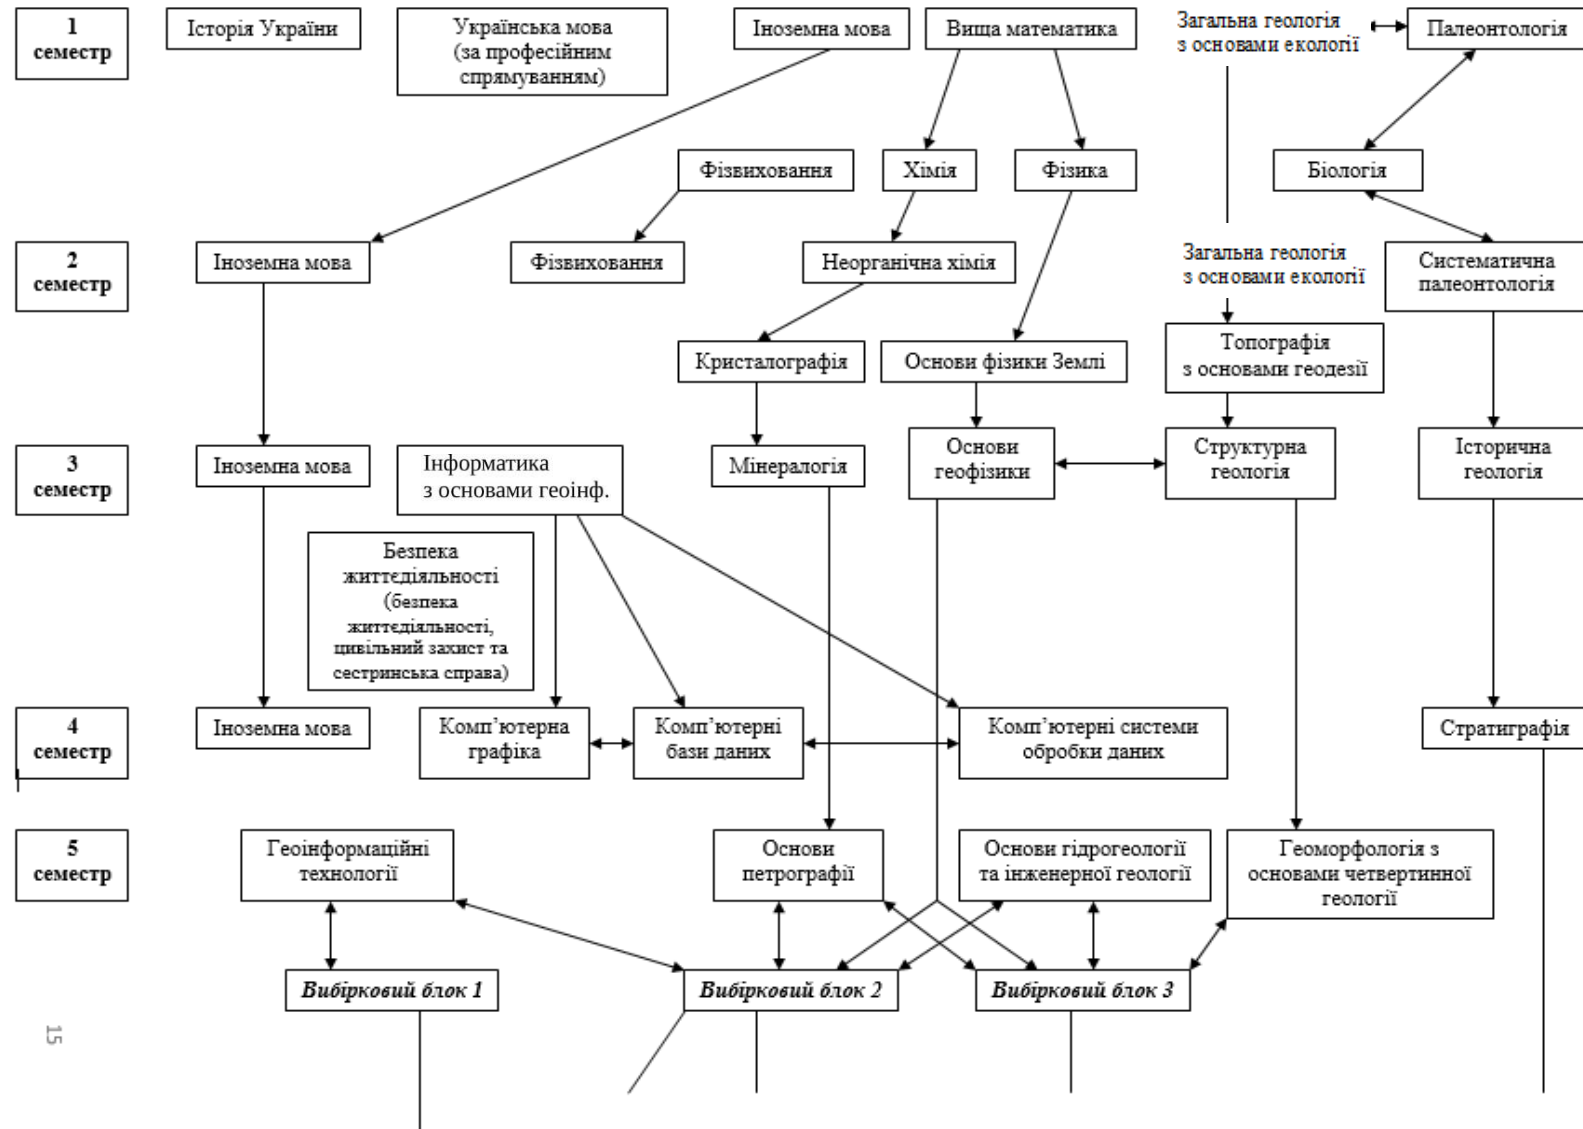 1
семестр
Історія України
Українська мова
(за професійним
спрямуванням)
Іноземна мова
Вища математика
Загальна геологія
з основами екології
Палеонтологія
Фізвиховання
Хімія
Фізика
Біологія
2
семестр
Іноземна мова
Фізвиховання
Неорганічна хімія
Загальна геологія
з основами екології
Систематична
палеонтологія
Кристалографія
Основи фізики Землі
Топографія
з основами геодезії
3
семестр
Іноземна мова
Інформатика
з основами геоінф.
Мінералогія
Основи
геофізики
Структурна
геологія
Історична
геологія
Безпека
життєдіяльності
(безпека
життєдіяльності,
цивільний захист та
сестринська справа)
4
семестр
Іноземна мова
Комп’ютерна
графіка
Комп’ютерні
бази даних
Комп’ютерні системи
обробки даних
Стратиграфія
5
семестр
Геоінформаційні
технології
Основи
петрографії
Основи гідрогеології
та інженерної геології
Геоморфологія з
основами четвертинної
геології
Вибірковий блок 1
Вибірковий блок 2
Вибірковий блок 3
15